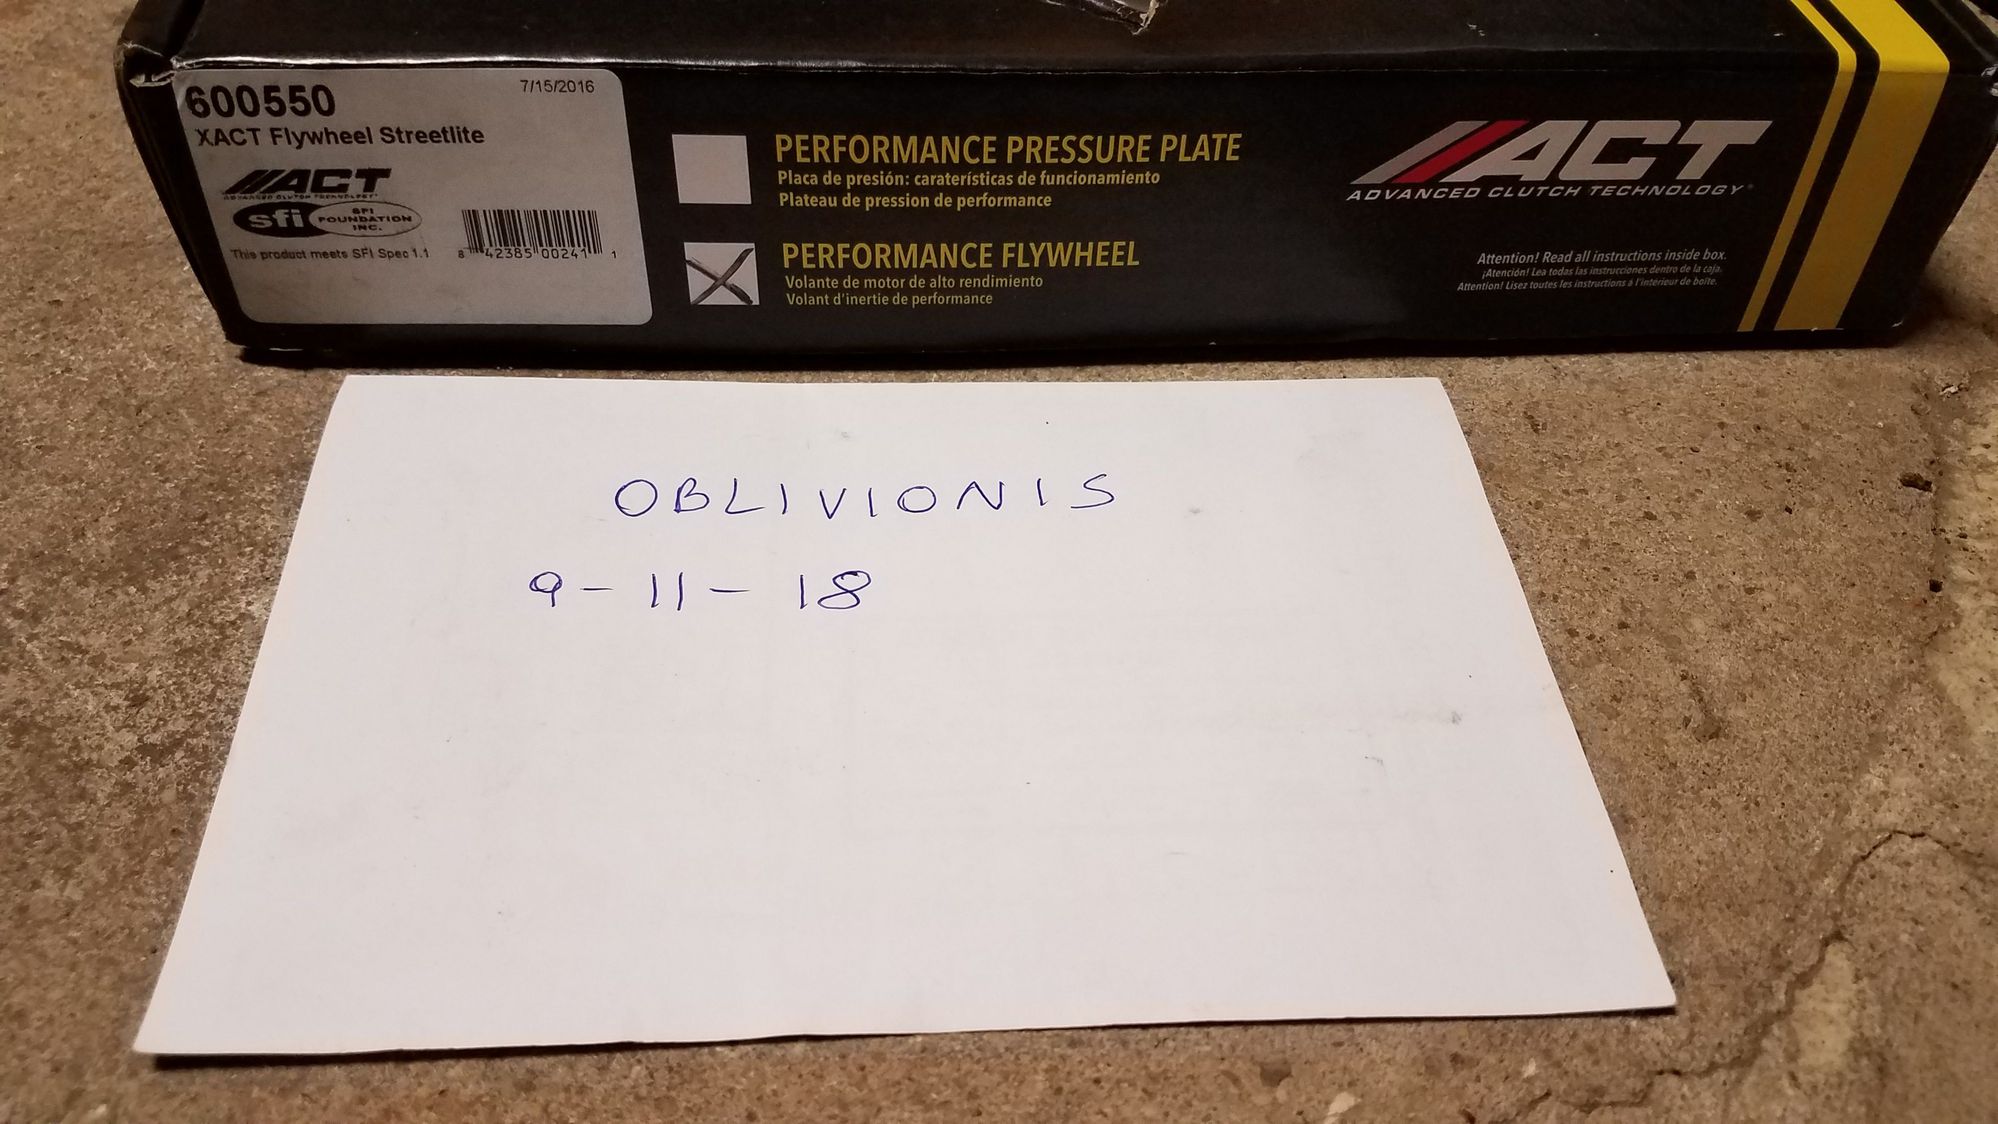 600550
7/15/2016
XACT Flywheel Streetlite
ACT
ADVANCED CLUTCH TECHNOLOGY
sfi SFI FOUNDATION INC.
This product meets SFI Spec 1.1
8 42385 00241 1
PERFORMANCE PRESSURE PLATE
Placa de presión: caraterísticas de funcionamiento
Plateau de pression de performance
PERFORMANCE FLYWHEEL
Volante de motor de alto rendimiento
Volant d'inertie de performance
ACT
ADVANCED CLUTCH TECHNOLOGY
Attention! Read all instructions inside box.
¡Atención! Lea todas las instrucciones dentro de la caja.
Attention! Lisez toutes les instructions à l'intérieur de boîte.
OBLIVIONIS
9-11-18